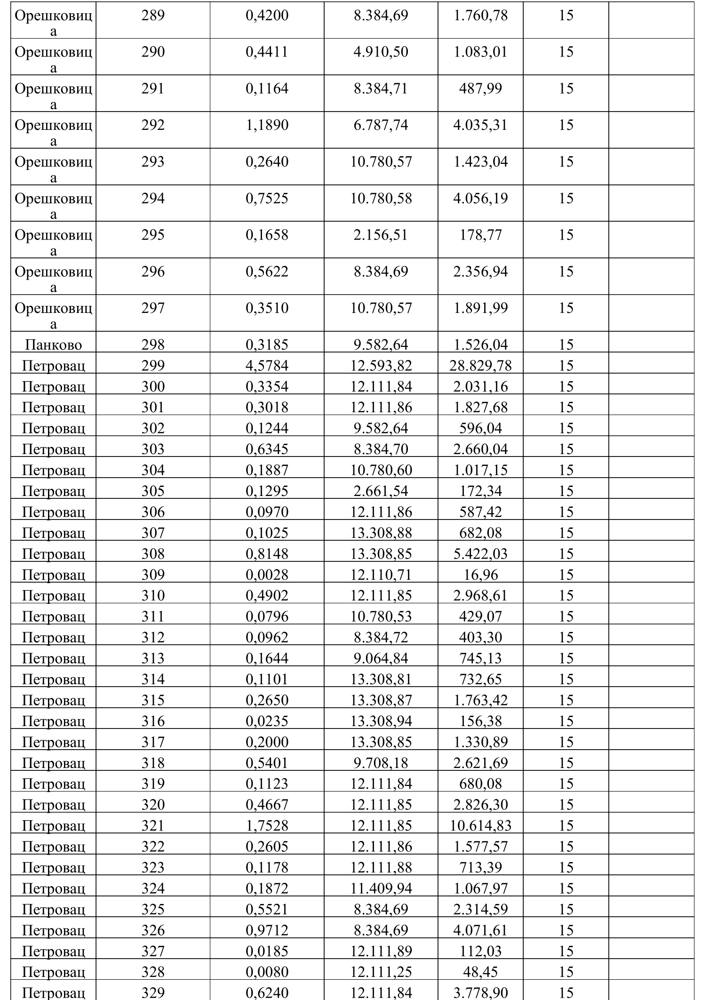 Орешковиц 289 0,4200 8.384,69 1.760,78 15
а
Орешковиц 290 0,4411 4.910,50 1.083,01 15
а
Орешковиц 291 0,1164 8.384,71 487,99 15
а
Орешковиц 292 1,1890 6.787,74 4.035,31 15
а
Орешковиц 293 0,2640 10.780,57 1.423,04 15
а
Орешковиц 294 0,7525 10.780,58 4.056,19 15
а
Орешковиц 295 0,1658 2.156,51 178,77 15
а
Орешковиц 296 0,5622 8.384,69 2.356,94 15
а
Орешковиц 297 0,3510 10.780,57 1.891,99 15
а
Панково 298 0,3185 9.582,64 1.526,04 15
Петровац 299 4,5784 12.593,82 28.829,78 15
Петровац 300 0,3354 12.111,84 2.031,16 15
Петровац 301 0,3018 12.111,86 1.827,68 15
Петровац 302 0,1244 9.582,64 596,04 15
Петровац 303 0,6345 8.384,70 2.660,04 15
Петровац 304 0,1887 10.780,60 1.017,15 15
Петровац 305 0,1295 2.661,54 172,34 15
Петровац 306 0,0970 12.111,86 587,42 15
Петровац 307 0,1025 13.308,88 682,08 15
Петровац 308 0,8148 13.308,85 5.422,03 15
Петровац 309 0,0028 12.110,71 16,96 15
Петровац 310 0,4902 12.111,85 2.968,61 15
Петровац 311 0,0796 10.780,53 429,07 15
Петровац 312 0,0962 8.384,72 403,30 15
Петровац 313 0,1644 9.064,84 745,13 15
Петровац 314 0,1101 13.308,81 732,65 15
Петровац 315 0,2650 13.308,87 1.763,42 15
Петровац 316 0,0235 13.308,94 156,38 15
Петровац 317 0,2000 13.308,85 1.330,89 15
Петровац 318 0,5401 9.708,18 2.621,69 15
Петровац 319 0,1123 12.111,84 680,08 15
Петровац 320 0,4667 12.111,85 2.826,30 15
Петровац 321 1,7528 12.111,85 10.614,83 15
Петровац 322 0,2605 12.111,86 1.577,57 15
Петровац 323 0,1178 12.111,88 713,39 15
Петровац 324 0,1872 11.409,94 1.067,97 15
Петровац 325 0,5521 8.384,69 2.314,59 15
Петровац 326 0,9712 8.384,69 4.071,61 15
Петровац 327 0,0185 12.111,89 112,03 15
Петровац 328 0,0080 12.111,25 48,45 15
Петровац 329 0,6240 12.111,84 3.778,90 15